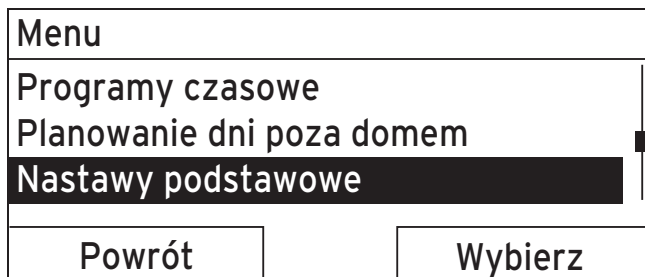 Menu
Programy czasowe
Planowanie dni poza domem
Nastawy podstawowe
Powrót Wybierz